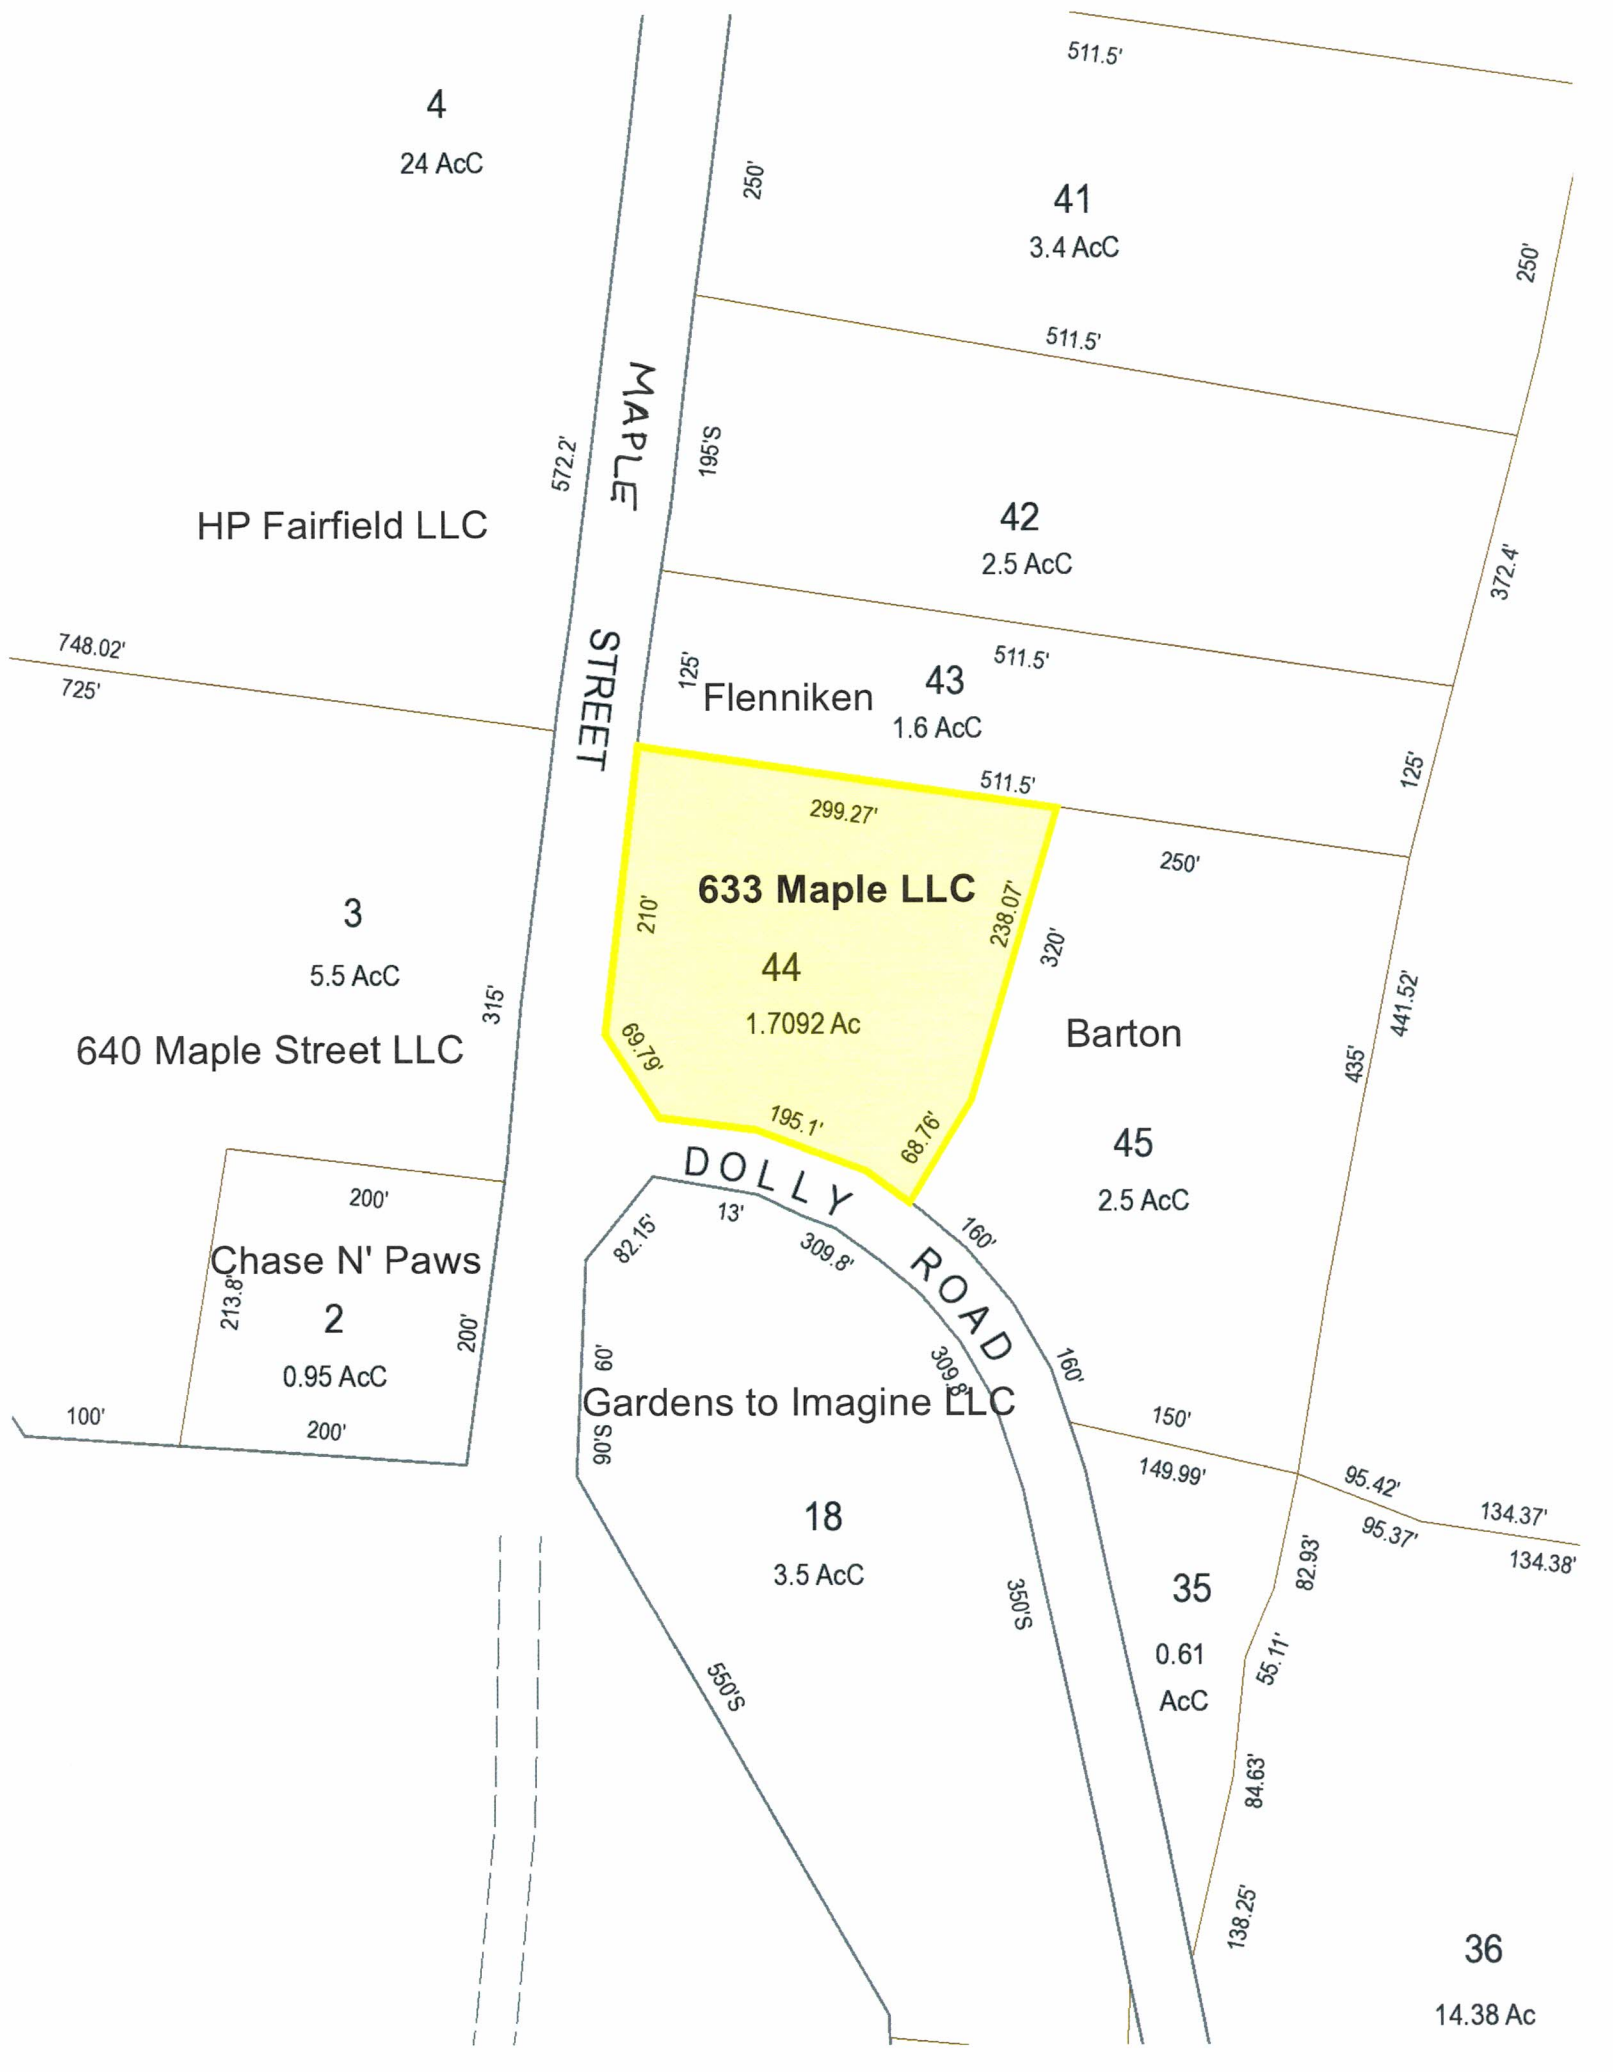 511.5'
4
24 AcC
250'
41
3.4 AcC
250'
511.5'
MAPLE
572.2'
195'S
HP Fairfield LLC
42
2.5 AcC
372.4'
748.02'
725'
STREET
125'
Flenniken
43
1.6 AcC
511.5'
511.5'
125'
299.27'
250'
633 Maple LLC
210'
238.07'
320'
3
5.5 AcC
315'
44
1.7092 Ac
441.52'
640 Maple Street LLC
69.79'
Barton
435'
195.1'
68.76'
45
2.5 AcC
DOLLY
200'
13'
82.15'
309.8'
160'
Chase N' Paws
213.8'
2
0.95 AcC
200'
ROAD
60'
309.8'
160'
Gardens to Imagine LLC
100'
200'
90'S
150'
149.99'
95.42'
95.37'
134.37'
134.38'
18
3.5 AcC
350'S
35
0.61
AcC
82.93'
55.11'
550'S
84.63'
138.25'
36
14.38 Ac